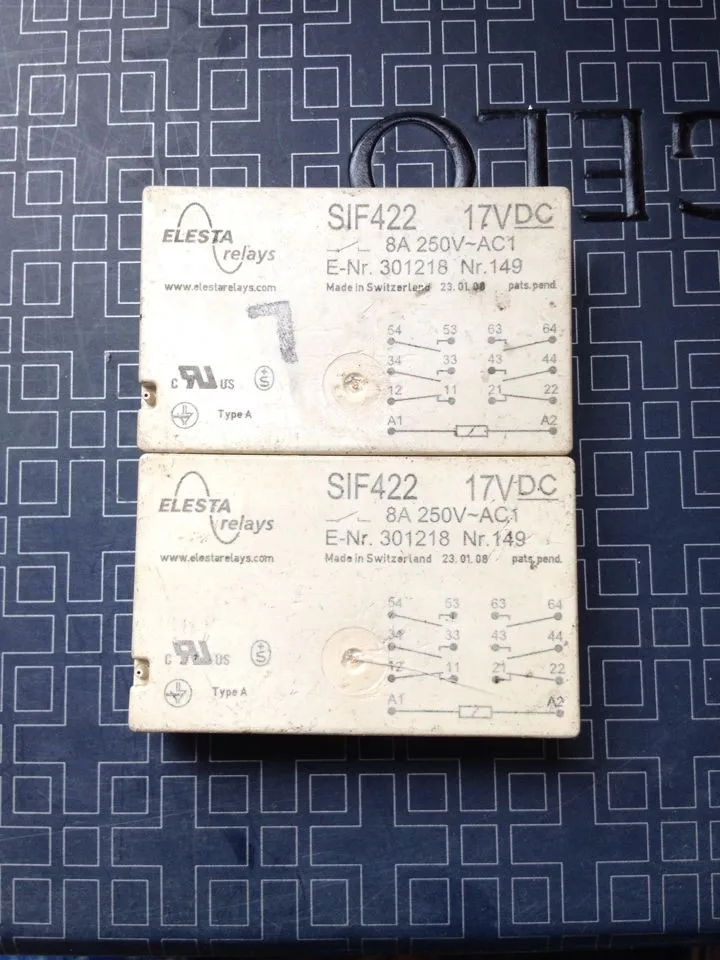 CELO
ELESTA
relays
www.elestarelays.com
SIF422 17VDC
8A 250V~AC1
E-Nr. 301218 Nr.149
Made in Switzerland 23.01.08 pats.pend.
54 53 63 64
34 33 43 44
12 11 21 22
A1 A2
C RU US S
Type A
ELESTA
relays
www.elestarelays.com
SIF422 17VDC
8A 250V~AC1
E-Nr. 301218 Nr.149
Made in Switzerland 23.01.08 pats.pend.
54 53 63 64
34 33 43 44
12 11 21 22
A1 A2
C RU US S
Type A